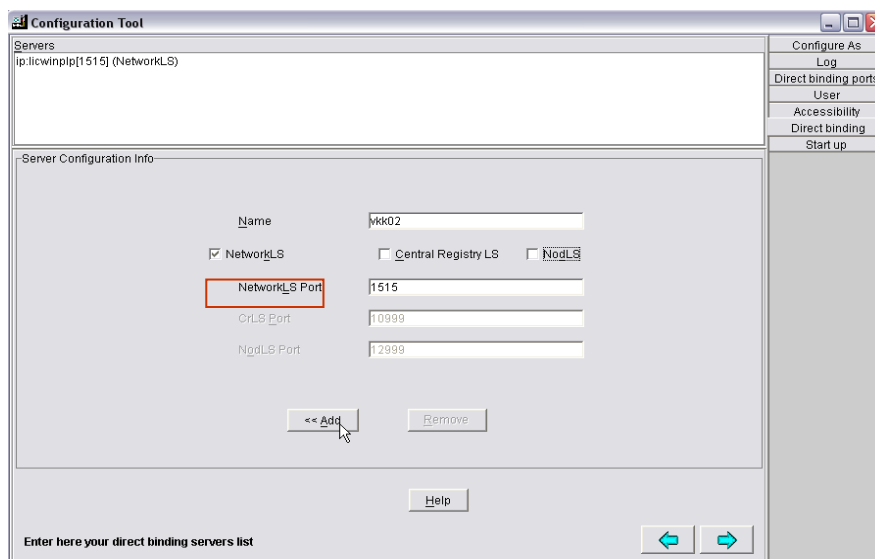 Configuration Tool
Servers
ip:licwinplp[1515] (NetworkLS)
Configure As
Log
Direct binding ports
User
Accessibility
Direct binding
Start up
Server Configuration Info
Name
vkk02
NetworkLS
Central Registry LS
NodLS
NetworkLS Port
1515
CrLS Port
10999
NodLS Port
12999
<< Add
Remove
Help
Enter here your direct binding servers list